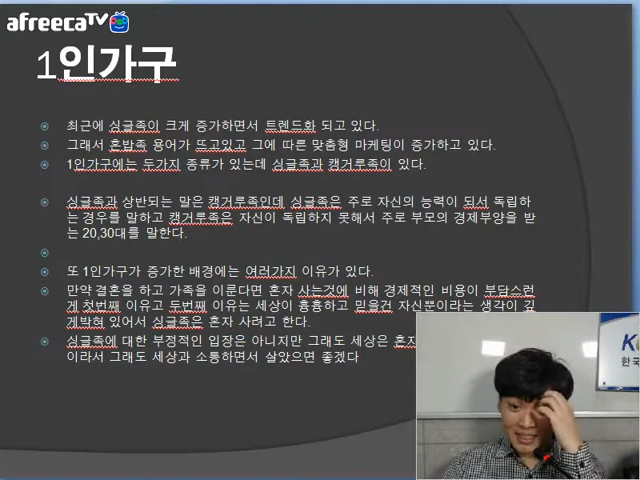 afreecaTV
1인가구
최근에 싱글족이 크게 증가하면서 트렌드화 되고 있다.
그래서 혼밥족 용어가 뜨고있고 그에 따른 맞춤형 마케팅이 증가하고 있다.
1인가구에는 두가지 종류가 있는데 싱글족과 캥거루족이 있다.
싱글족과 상반되는 말은 캥거루족인데 싱글족은 주로 자신의 능력이 되서 독립하
는 경우를 말하고 캥거루족은 자신이 독립하지 못해서 주로 부모의 경제부양을 받
는 20,30대를 말한다.
또 1인가구가 증가한 배경에는 여러가지 이유가 있다.
만약 결혼을 하고 가족을 이룬다면 혼자 사는것에 비해 경제적인 비용이 부담스런
게 첫번째 이유고 두번째 이유는 세상이 흉흉하고 믿을건 자신뿐이라는 생각이 깊
게박혀 있어서 싱글족은 혼자 사려고 한다.
싱글족에 대한 부정적인 입장은 아니지만 그래도 세상은 혼자
이라서 그래도 세상과 소통하면서 살았으면 좋겠다
K
한국